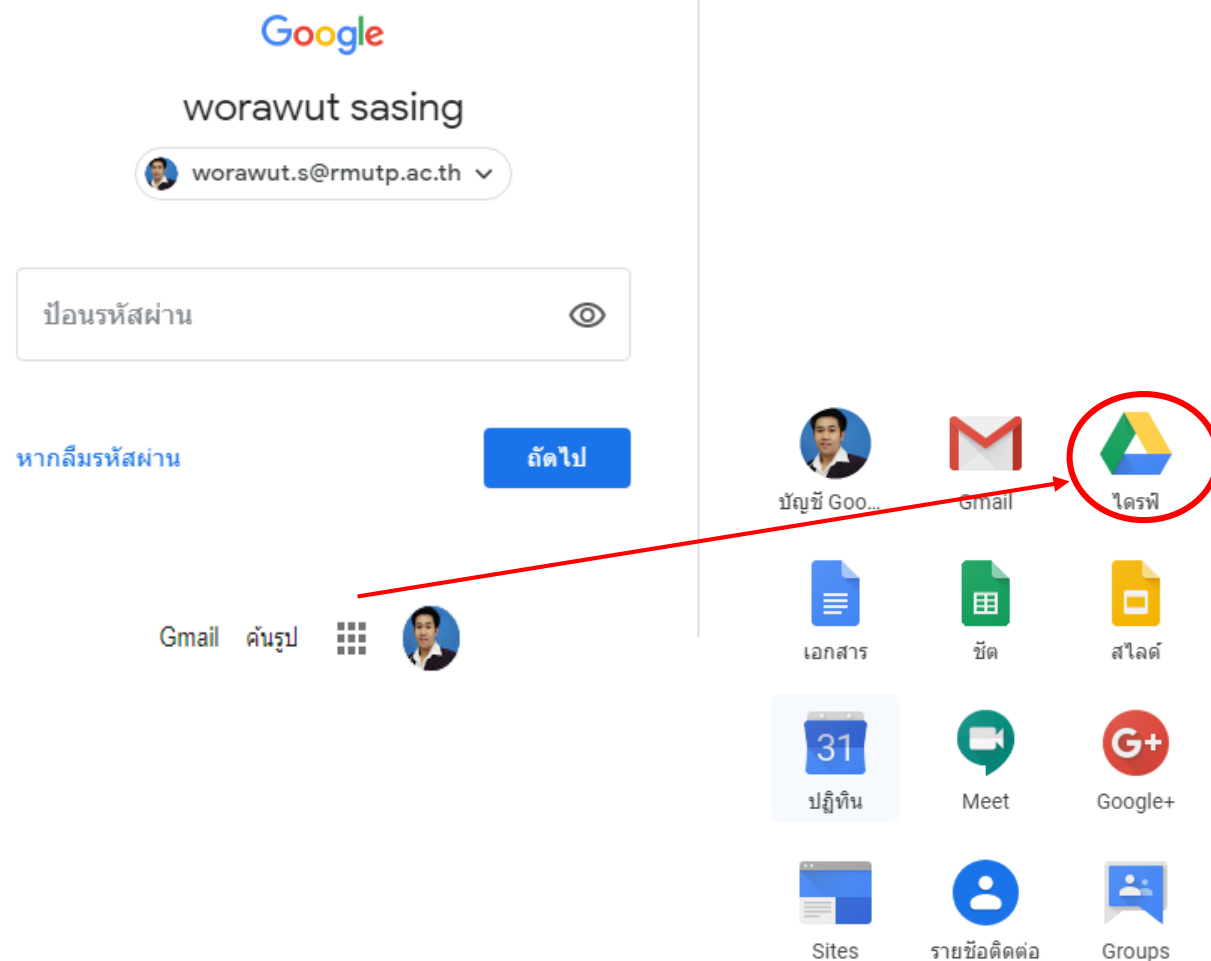 Google
worawut sasing
worawut.s@rmutp.ac.th
ป้อนรหัสผ่าน
หากลืมรหัสผ่าน
ถัดไป
Gmail ค้นรูป
บัญชี Goo... Gmail ไดรฟ์
เอกสาร ชีต สไลด์
31 G+
ปฏิทิน Meet Google+
Sites รายชื่อติดต่อ Groups